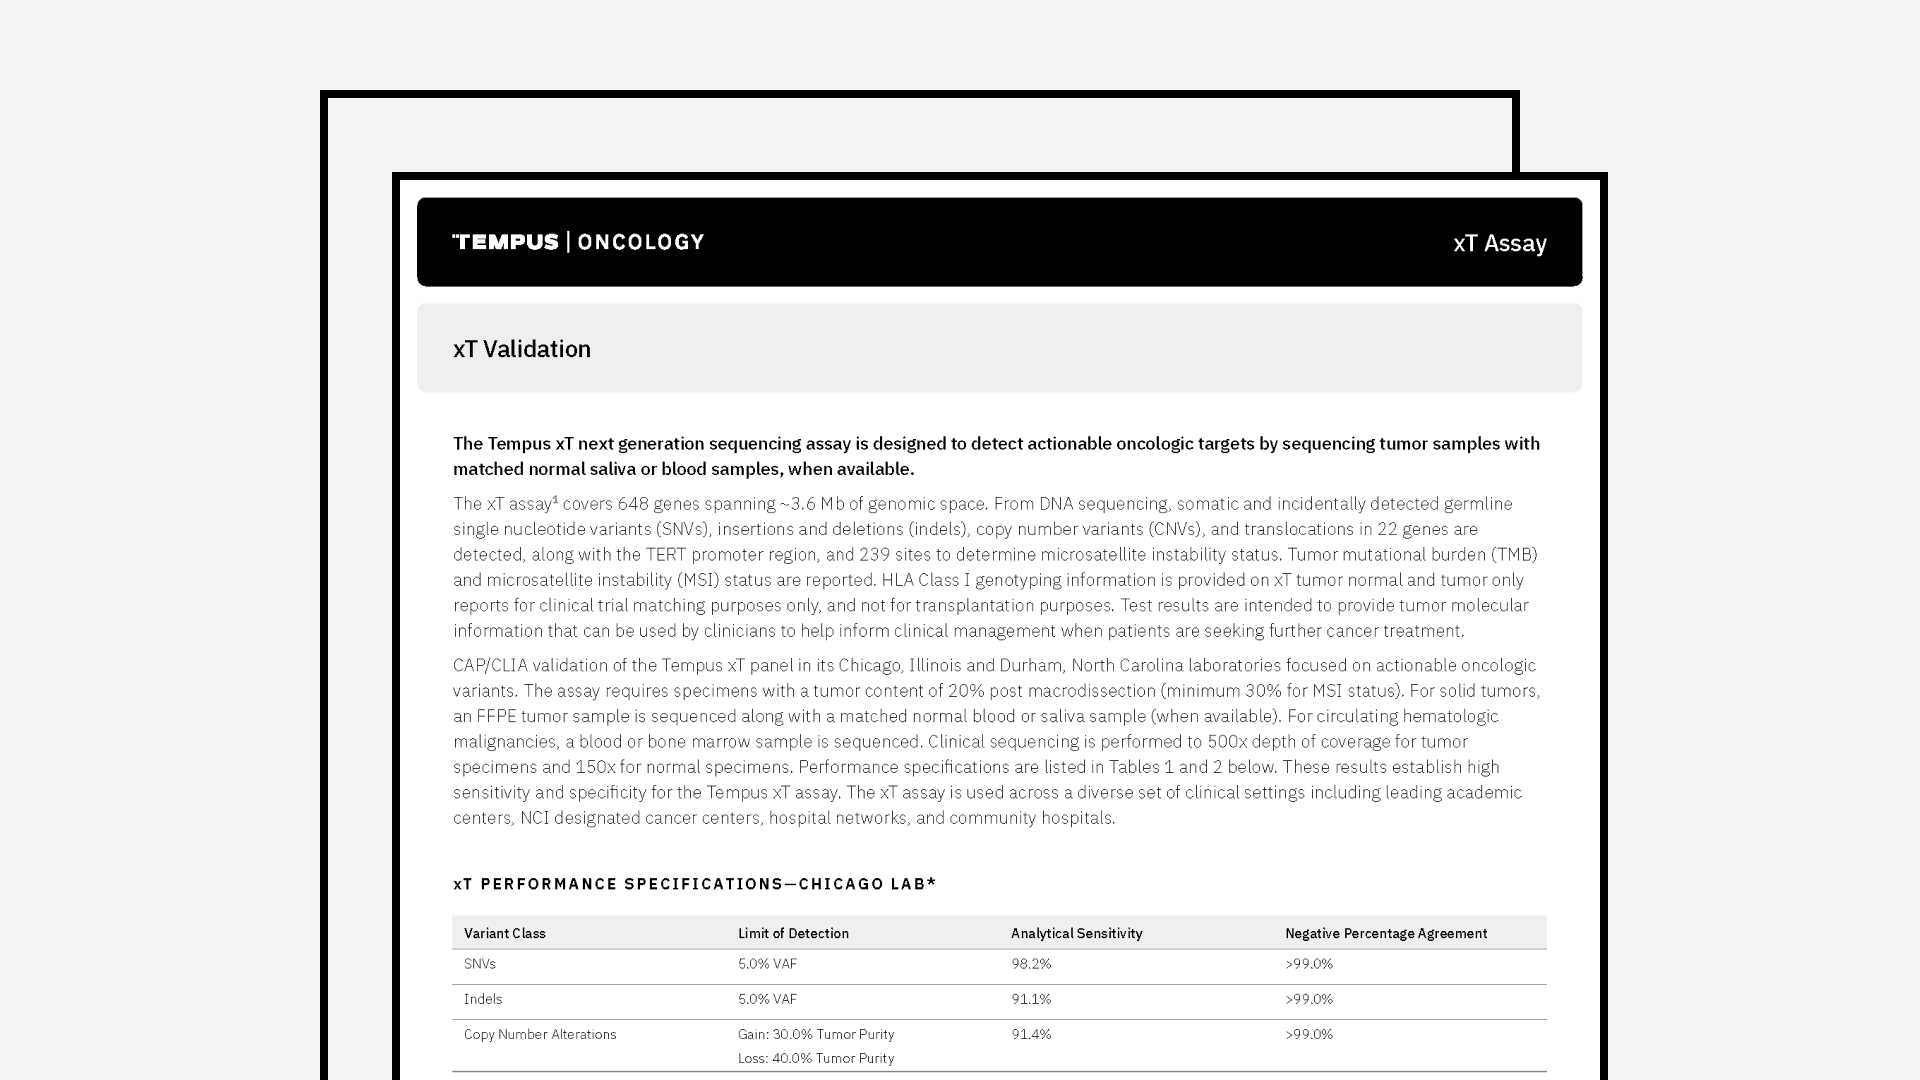 TEMPUS | ONCOLOGY
xT Assay
xT Validation
The Tempus xT next generation sequencing assay is designed to detect actionable oncologic targets by sequencing tumor samples with
matched normal saliva or blood samples, when available.
The xT assay¹ covers 648 genes spanning ~3.6 Mb of genomic space. From DNA sequencing, somatic and incidentally detected germline
single nucleotide variants (SNVs), insertions and deletions (indels), copy number variants (CNVs), and translocations in 22 genes are
detected, along with the TERT promoter region, and 239 sites to determine microsatellite instability status. Tumor mutational burden (TMB)
and microsatellite instability (MSI) status are reported. HLA Class I genotyping information is provided on xT tumor normal and tumor only
reports for clinical trial matching purposes only, and not for transplantation purposes. Test results are intended to provide tumor molecular
information that can be used by clinicians to help inform clinical management when patients are seeking further cancer treatment.
CAP/CLIA validation of the Tempus xT panel in its Chicago, Illinois and Durham, North Carolina laboratories focused on actionable oncologic
variants. The assay requires specimens with a tumor content of 20% post macrodissection (minimum 30% for MSI status). For solid tumors,
an FFPE tumor sample is sequenced along with a matched normal blood or saliva sample (when available). For circulating hematologic
malignancies, a blood or bone marrow sample is sequenced. Clinical sequencing is performed to 500x depth of coverage for tumor
specimens and 150x for normal specimens. Performance specifications are listed in Tables 1 and 2 below. These results establish high
sensitivity and specificity for the Tempus xT assay. The xT assay is used across a diverse set of clinical settings including leading academic
centers, NCI designated cancer centers, hospital networks, and community hospitals.
xT PERFORMANCE SPECIFICATIONS—CHICAGO LAB*
Variant Class Limit of Detection Analytical Sensitivity Negative Percentage Agreement
SNVs 5.0% VAF 98.2% >99.0%
Indels 5.0% VAF 91.1% >99.0%
Copy Number Alterations Gain: 30.0% Tumor Purity 91.4% >99.0%
Loss: 40.0% Tumor Purity